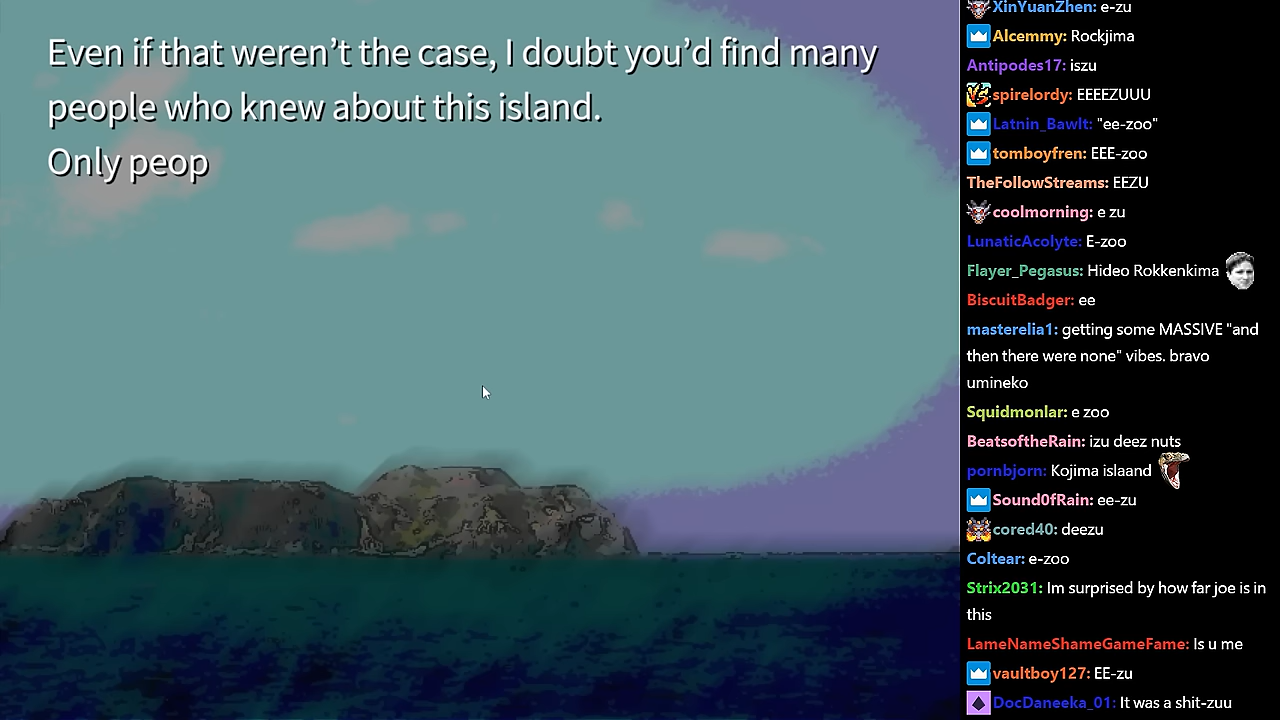 Even if that weren't the case, I doubt you'd find many
people who knew about this island.
Only peop
XinYuanZhen: e-zu
Alcemmy: Rockjima
Antipodes17: iszu
spirelordy: EEEEZUUU
Latnin_Bawlt: "ee-zoo"
tomboyfren: EEE-zoo
TheFollowStreams: EEZU
coolmorning: e zu
LunaticAcolyte: E-zoo
Flayer_Pegasus: Hideo Rokkenkima
BiscuitBadger: ee
masterelia1: getting some MASSIVE "and
then there were none" vibes. bravo
umineko
Squidmonlar: e zoo
BeatsoftheRain: izu deez nuts
pornbjorn: Kojima islaand
Sound0fRain: ee-zu
cored40: deezu
Coltear: e-zoo
Strix2031: Im surprised by how far joe is in
this
LameNameShameGameFame: Is u me
vaultboy127: EE-zu
DocDaneeka_01: It was a shit-zuu